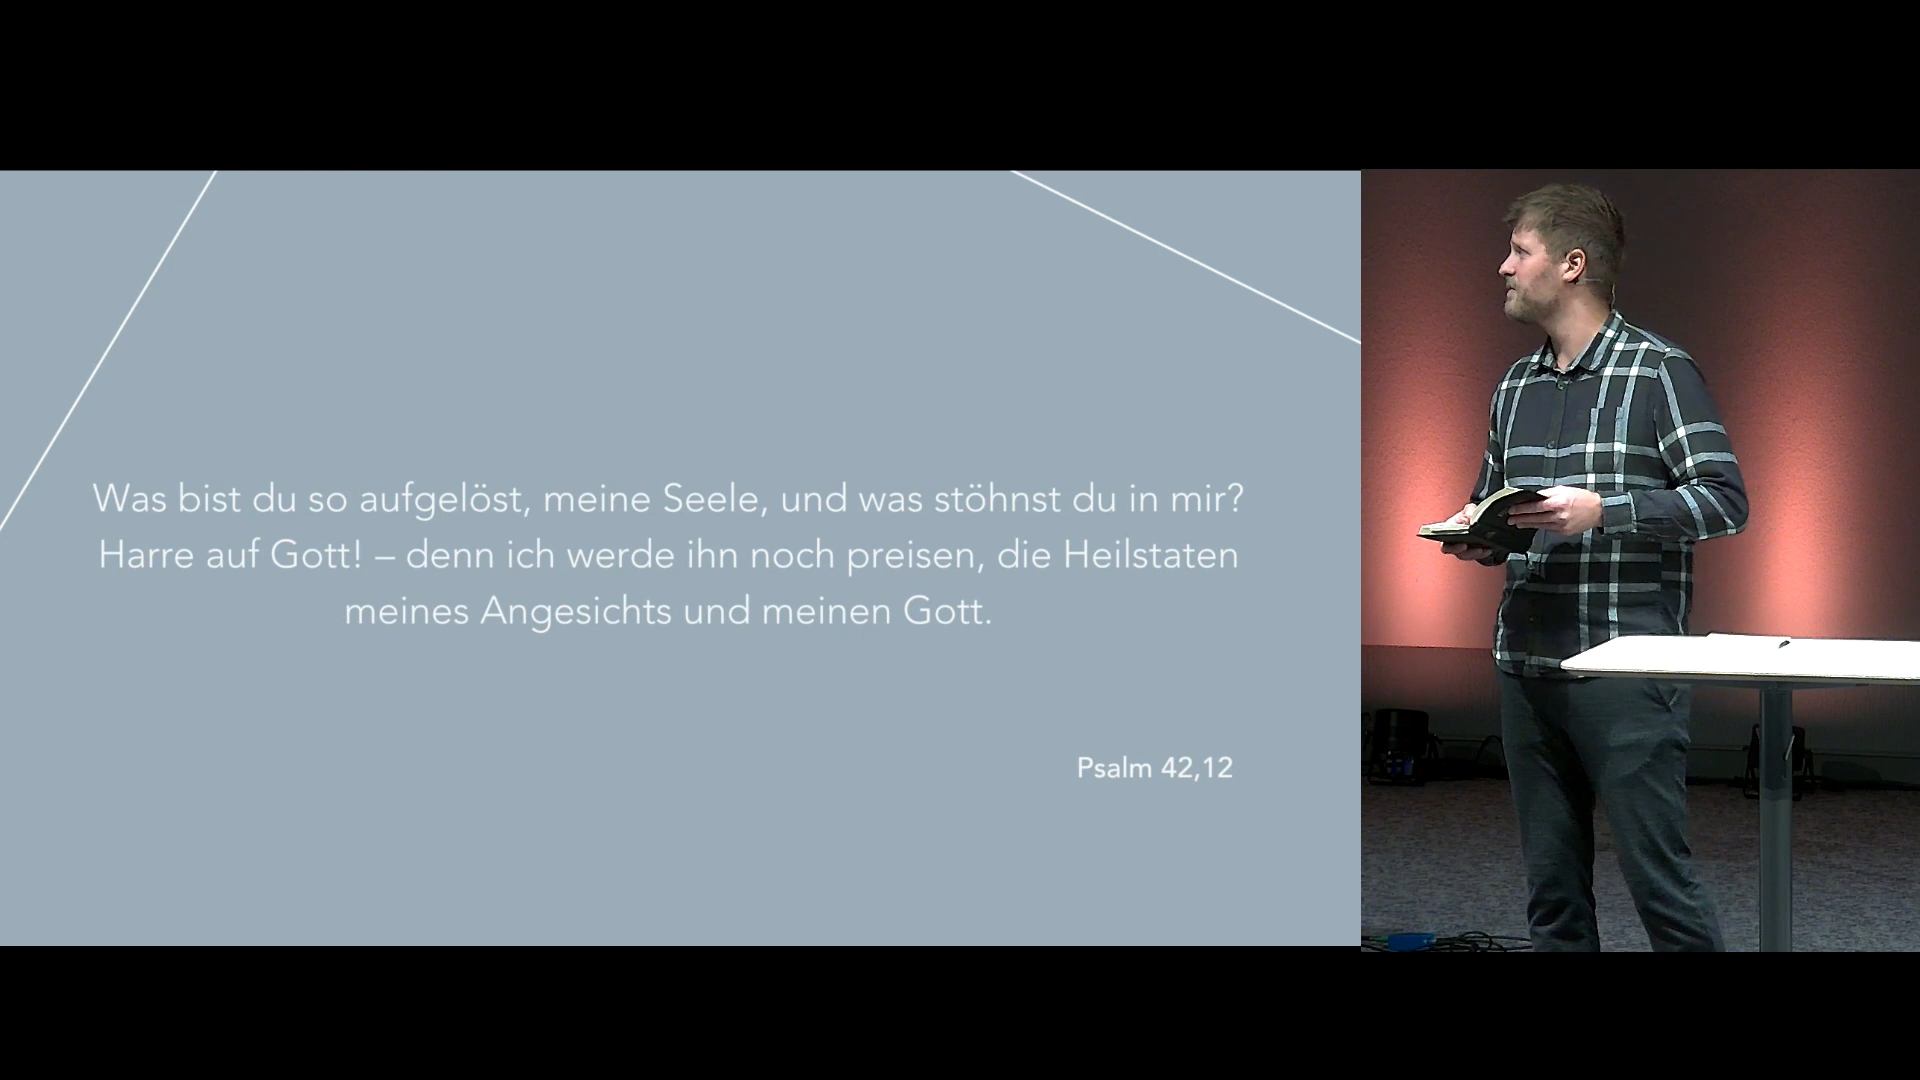 Was bist du so aufgelöst, meine Seele, und was stöhnst du in mir?
Harre auf Gott! – denn ich werde ihn noch preisen, die Heilstaten
meines Angesichts und meinen Gott.
Psalm 42,12